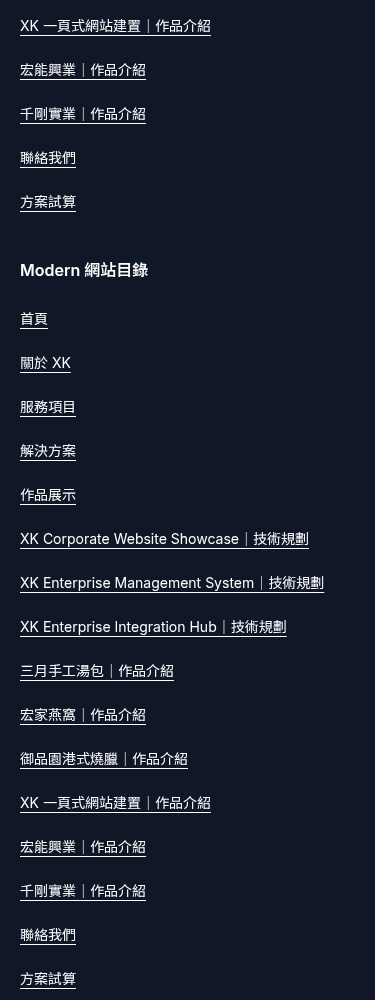 XK 一頁式網站建置｜作品介紹
宏能興業｜作品介紹
千剛實業｜作品介紹
聯絡我們
方案試算
Modern 網站目錄
首頁
關於 XK
服務項目
解決方案
作品展示
XK Corporate Website Showcase｜技術規劃
XK Enterprise Management System｜技術規劃
XK Enterprise Integration Hub｜技術規劃
三月手工湯包｜作品介紹
宏家燕窩｜作品介紹
御品園港式燒臘｜作品介紹
XK 一頁式網站建置｜作品介紹
宏能興業｜作品介紹
千剛實業｜作品介紹
聯絡我們
方案試算